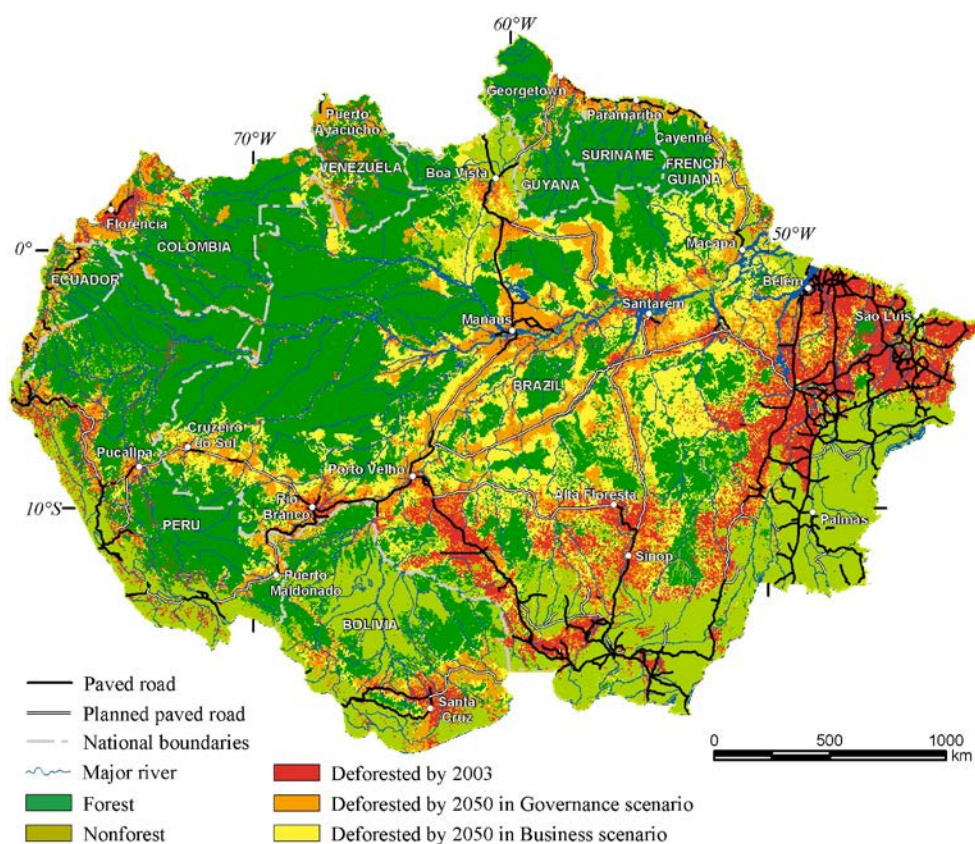 60°W
Georgetown
Paramaribo
Puerto
Ayacucho
Cayenne
70°W
SURINAME
VENEZUELA
FRENCH
GUIANA
Boa Vista
GUYANA
Florencia
COLOMBIA
Macapá
50°W
0°
ECUADOR
Belém
Santarém
São Luís
Manaus
BRAZIL
Cruzeiro
do Sul
Pucallpa
Porto Velho
Alta Floresta
Rio
Branco
10°S
PERU
Palmas
Sinop
Puerto
Maldonado
BOLIVIA
Santa
Cruz
Paved road
Planned paved road
National boundaries
Major river
Forest
Nonforest
Deforested by 2003
Deforested by 2050 in Governance scenario
Deforested by 2050 in Business scenario
0 500 1000
km